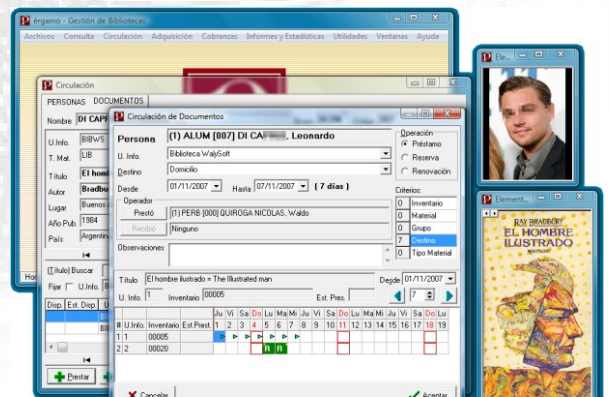 érgamo - Gestión de Bibliotecas
Archivos Consulta Circulación Adquisición Cobranzas Informes y Estadísticas Utilidades Ventanas Ayuda
Circulación
PERSONAS DOCUMENTOS
Nombre DI CAPR
U.Info. BIBWS
T. Mat. LIB
Título El homl
Autor Bradbu
Lugar Buenos
Año Pub. 1984
País Argentin
(Título) Buscar
Fijar U.Info.
Disp. Est. Disp. U
Prestar
Circulación de Documentos
Persona (1) ALUM [007] DI CA , Leonardo
U. Info. Biblioteca WalySoft
Destino Domicilio
Desde 01/11/2007 Hasta 07/11/2007 ( 7 días )
Operador
Prestó (1) PERB [000] QUIROGA NICOLAS, Waldo
Recibió Ninguno
Observaciones
Operación
Préstamo
Reserva
Renovación
Criterios:
0 Inventario
0 Material
0 Grupo
7 Destino
0 Tipo Material
Título El hombre ilustrado = The Illustrated man Desde 01/11/2007
U. Info. 1 Inventario 00005 Est. Pres. 7
Ju Vi Sa Do Lu Ma Mi Ju Vi Sa Do Lu Ma Mi Ju Vi Sa Do Lu
# U.Info. Inventario Est.Prest. 1 2 3 4 5 6 7 8 9 10 11 12 13 14 15 16 17 18 19
1 1 00005
2 2 00020 R R
Cancelar Aceptar
Ele...
Element...
RAY BRADBURY
EL HOMBRE
ILUSTRADO